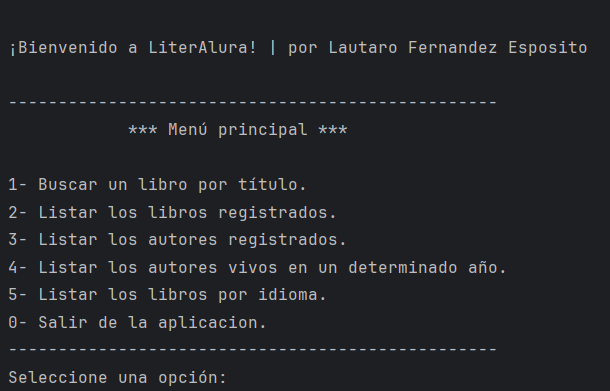 ¡Bienvenido a LiterAlura! | por Lautaro Fernandez Esposito
-------------------------------------------------
*** Menú principal ***
1- Buscar un libro por título.
2- Listar los libros registrados.
3- Listar los autores registrados.
4- Listar los autores vivos en un determinado año.
5- Listar los libros por idioma.
0- Salir de la aplicacion.
-------------------------------------------------
Seleccione una opción: